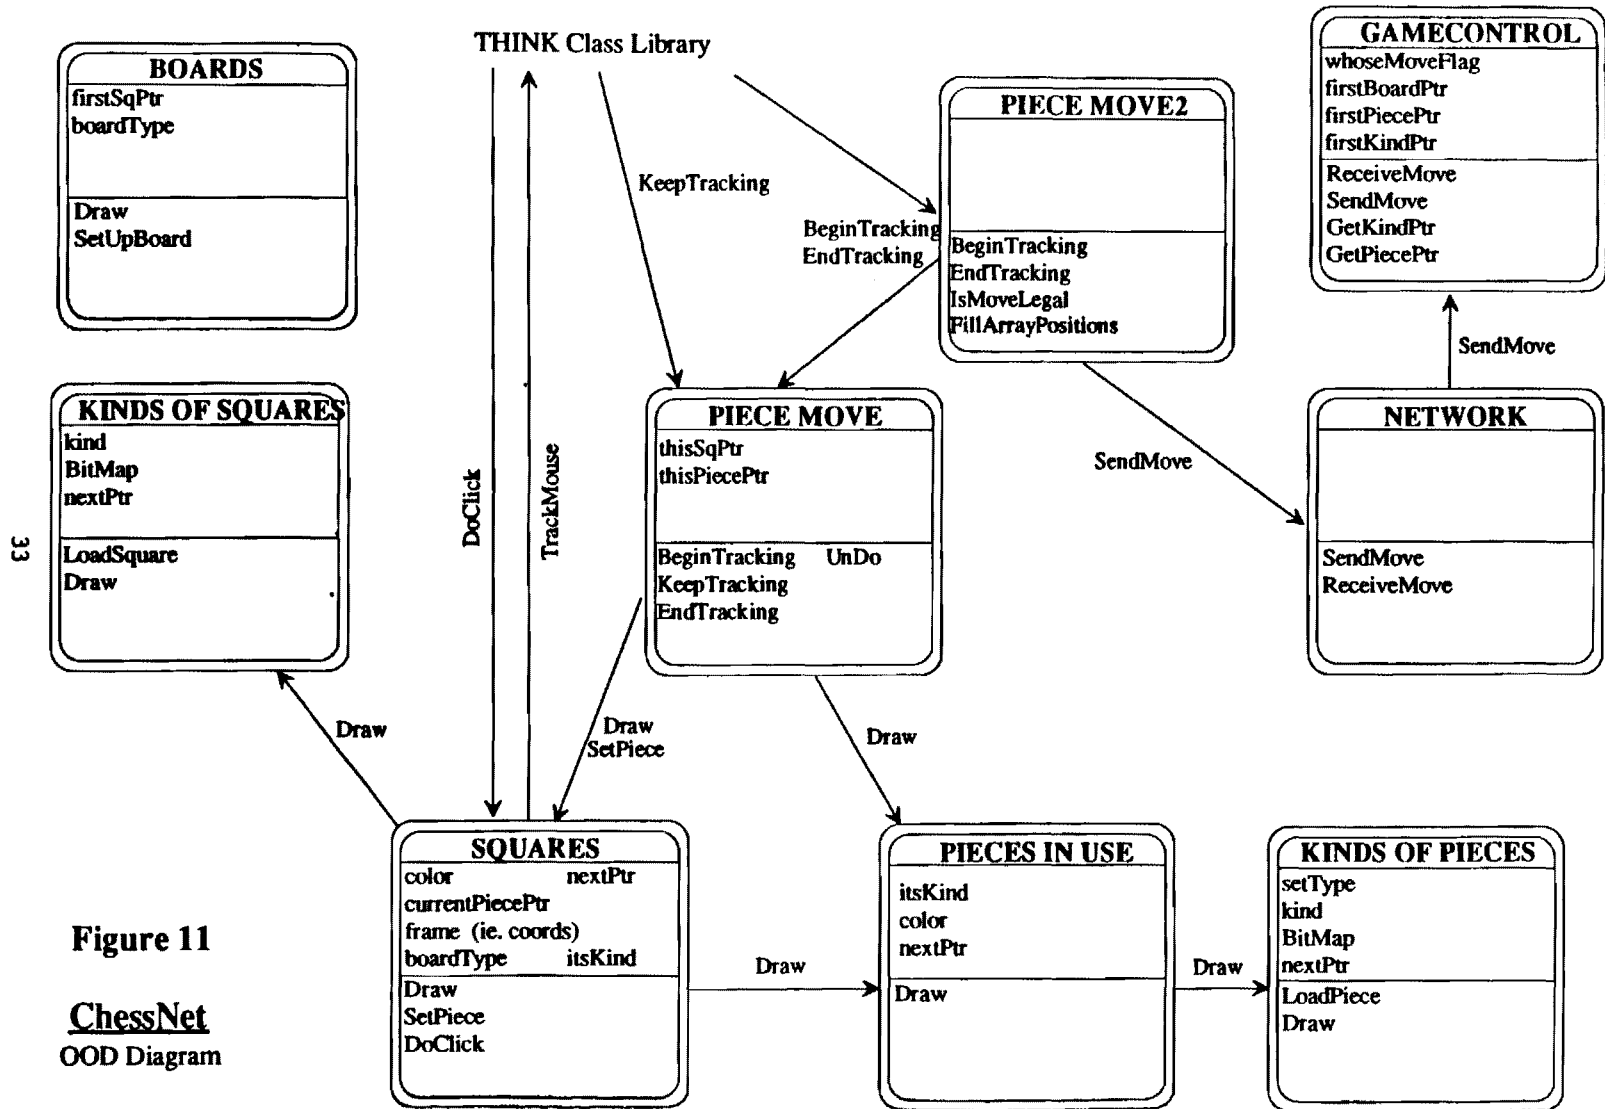 THINK Class Library
BOARDS
firstSqPtr
boardType
Draw
SetUpBoard
PIECE MOVE2
BeginTracking
EndTracking
IsMoveLegal
FillArrayPositions
GAMECONTROL
whoseMoveFlag
firstBoardPtr
firstPiecePtr
firstKindPtr
ReceiveMove
SendMove
GetKindPtr
GetPiecePtr
KeepTracking
BeginTracking
EndTracking
SendMove
SendMove
KINDS OF SQUARES
kind
BitMap
nextPtr
LoadSquare
Draw
DoClick
TrackMouse
PIECE MOVE
thisSqPtr
thisPiecePtr
BeginTracking UnDo
KeepTracking
EndTracking
NETWORK
SendMove
ReceiveMove
33
Draw
Draw
SetPiece
Draw
SQUARES
color nextPtr
currentPiecePtr
frame (ie. coords)
boardType itsKind
Draw
SetPiece
DoClick
Draw
PIECES IN USE
itsKind
color
nextPtr
Draw
Draw
KINDS OF PIECES
setType
kind
BitMap
nextPtr
LoadPiece
Draw
Figure 11
ChessNet
OOD Diagram